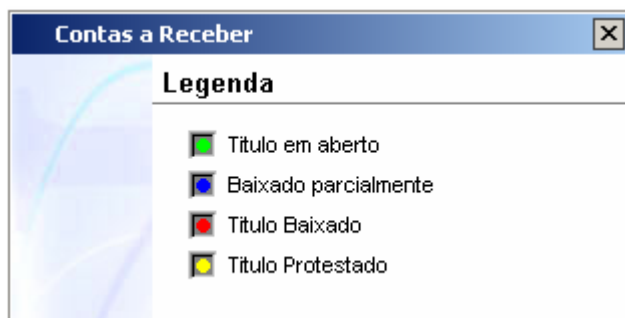 Contas a Receber
Legenda
Titulo em aberto
Baixado parcialmente
Titulo Baixado
Titulo Protestado